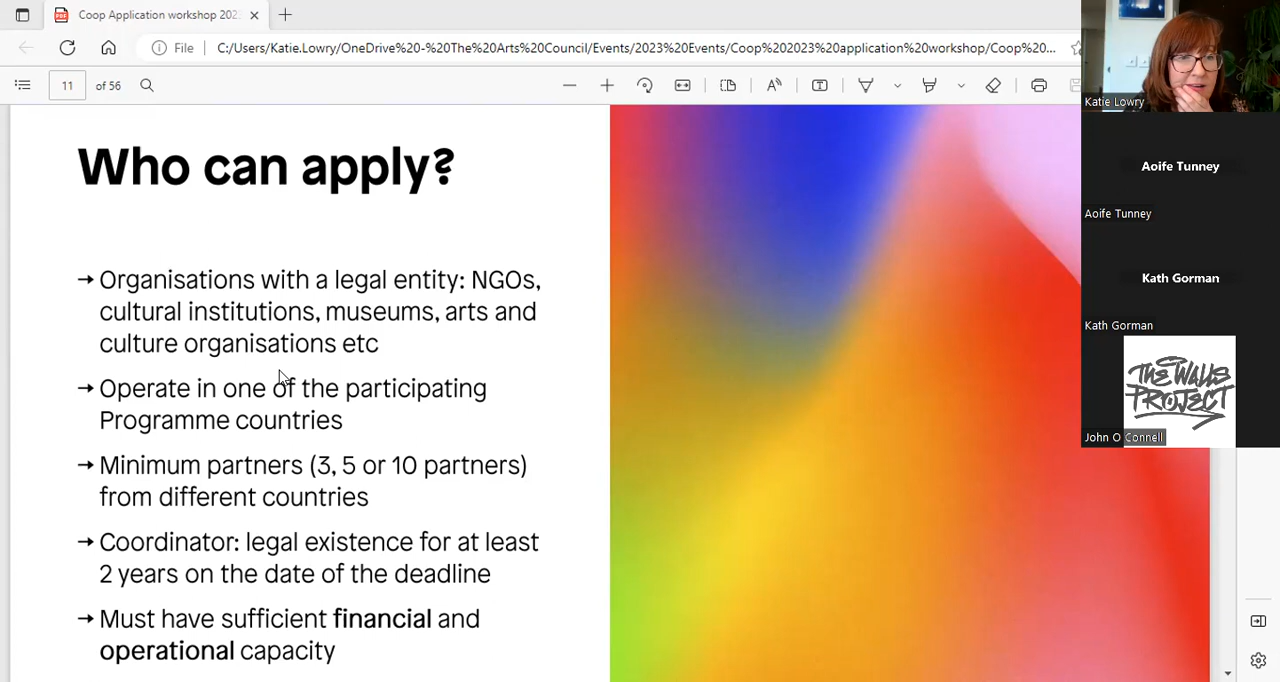 Coop Application workshop 202
File
C:/Users/Katie.Lowry/OneDrive%20-%20The%20Arts%20Council/Events/2023%20Events/Coop%202023%20application%20workshop/Coop%20...
11 of 56
Who can apply?
→ Organisations with a legal entity: NGOs,
cultural institutions, museums, arts and
culture organisations etc
→ Operate in one of the participating
Programme countries
→ Minimum partners (3, 5 or 10 partners)
from different countries
→ Coordinator: legal existence for at least
2 years on the date of the deadline
→ Must have sufficient financial and
operational capacity
Katie Lowry
Aoife Tunney
Aoife Tunney
Kath Gorman
Kath Gorman
THE WALLS
PROJECT
John O Connell